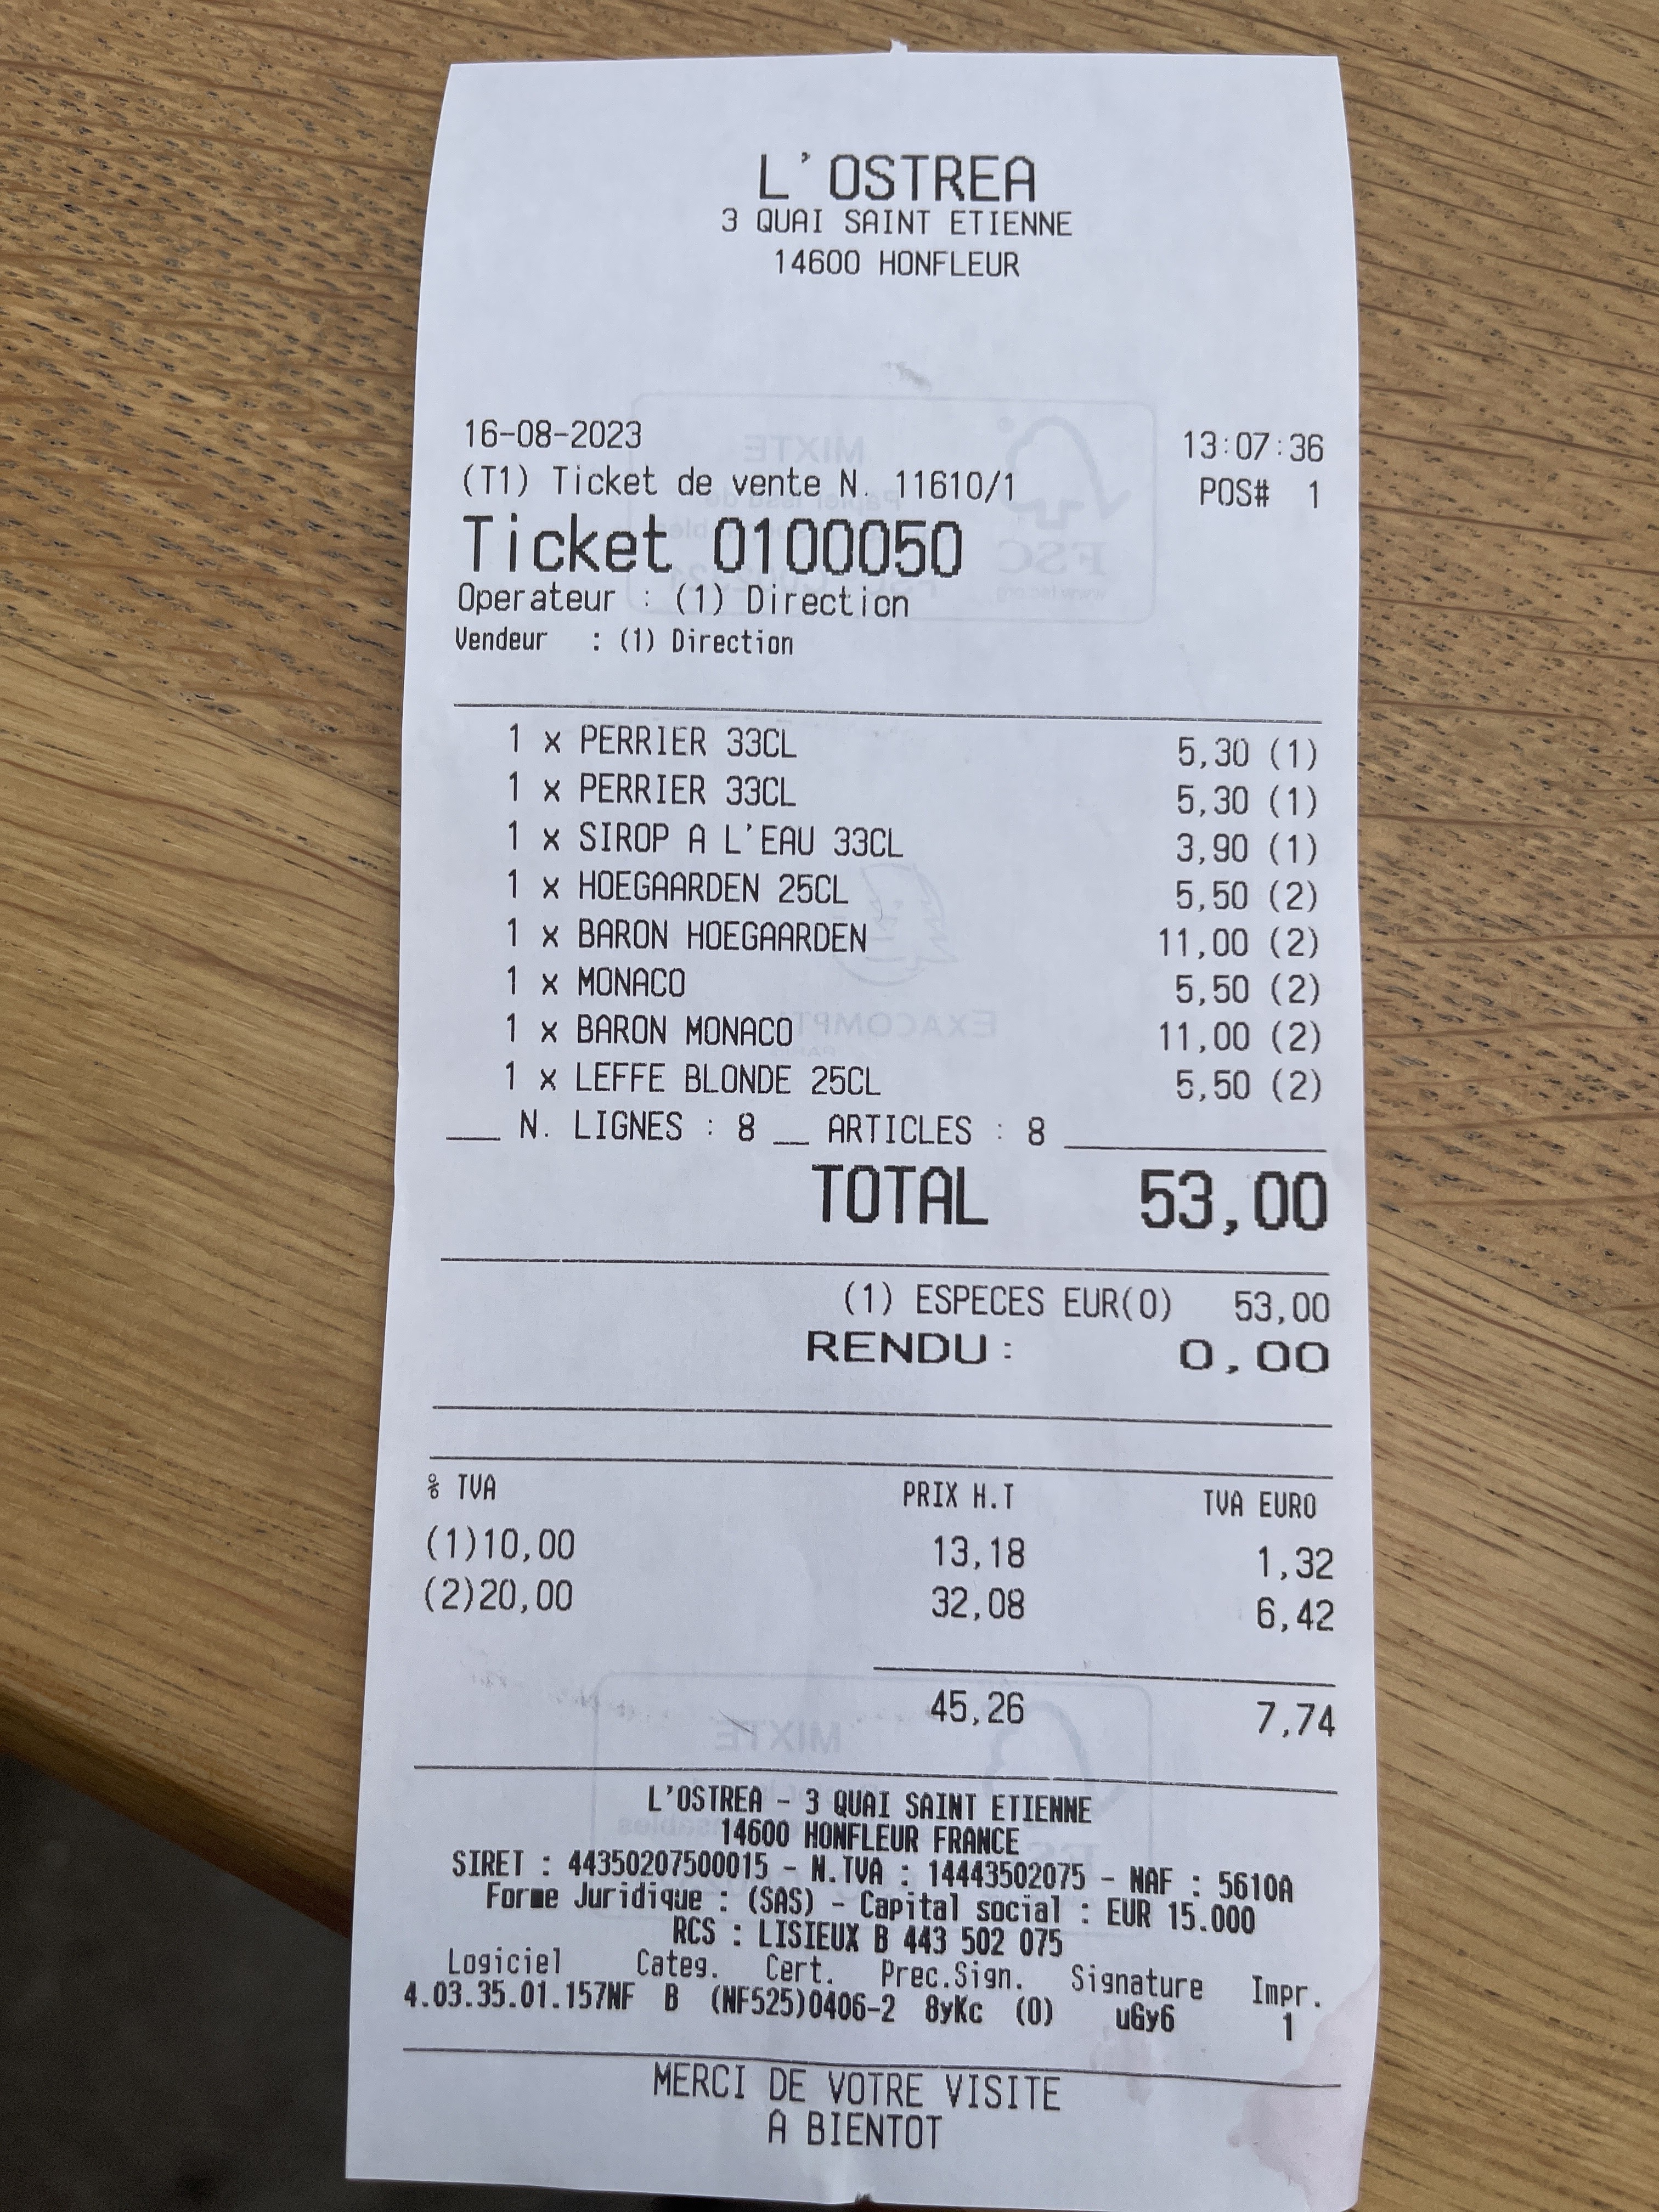 L'OSTREA
3 QUAI SAINT ETIENNE
14600 HONFLEUR
16-08-2023 13:07:36
(T1) Ticket de vente N. 11610/1 POS# 1
Ticket 0100050
Operateur : (1) Direction
Vendeur : (1) Direction
1 x PERRIER 33CL 5,30 (1)
1 x PERRIER 33CL 5,30 (1)
1 x SIROP A L'EAU 33CL 3,90 (1)
1 x HOEGAARDEN 25CL 5,50 (2)
1 x BARON HOEGAARDEN 11,00 (2)
1 x MONACO 5,50 (2)
1 x BARON MONACO 11,00 (2)
1 x LEFFE BLONDE 25CL 5,50 (2)
___ N. LIGNES : 8 __ ARTICLES : 8 ___
TOTAL 53,00
(1) ESPECES EUR(0) 53,00
RENDU : 0,00
% TVA PRIX H.T TVA EURO
(1)10,00 13,18 1,32
(2)20,00 32,08 6,42
45,26 7,74
L'OSTREA - 3 QUAI SAINT ETIENNE
14600 HONFLEUR FRANCE
SIRET : 44350207500015 - N.TVA : 14443502075 - NAF : 5610A
Forme Juridique : (SAS) - Capital social : EUR 15.000
RCS : LISIEUX B 443 502 075
Logiciel Categ. Cert. Prec.Sign. Signature Impr.
4.03.35.01.157NF B (NF525)0406-2 8yKc (0) u6y6 1
MERCI DE VOTRE VISITE
A BIENTOT